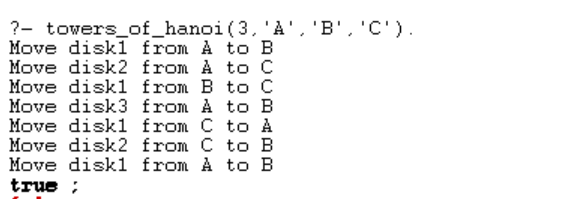 ?- towers_of_hanoi(3,'A','B','C').
Move disk1 from A to B
Move disk2 from A to C
Move disk1 from B to C
Move disk3 from A to B
Move disk1 from C to A
Move disk2 from C to B
Move disk1 from A to B
true ;